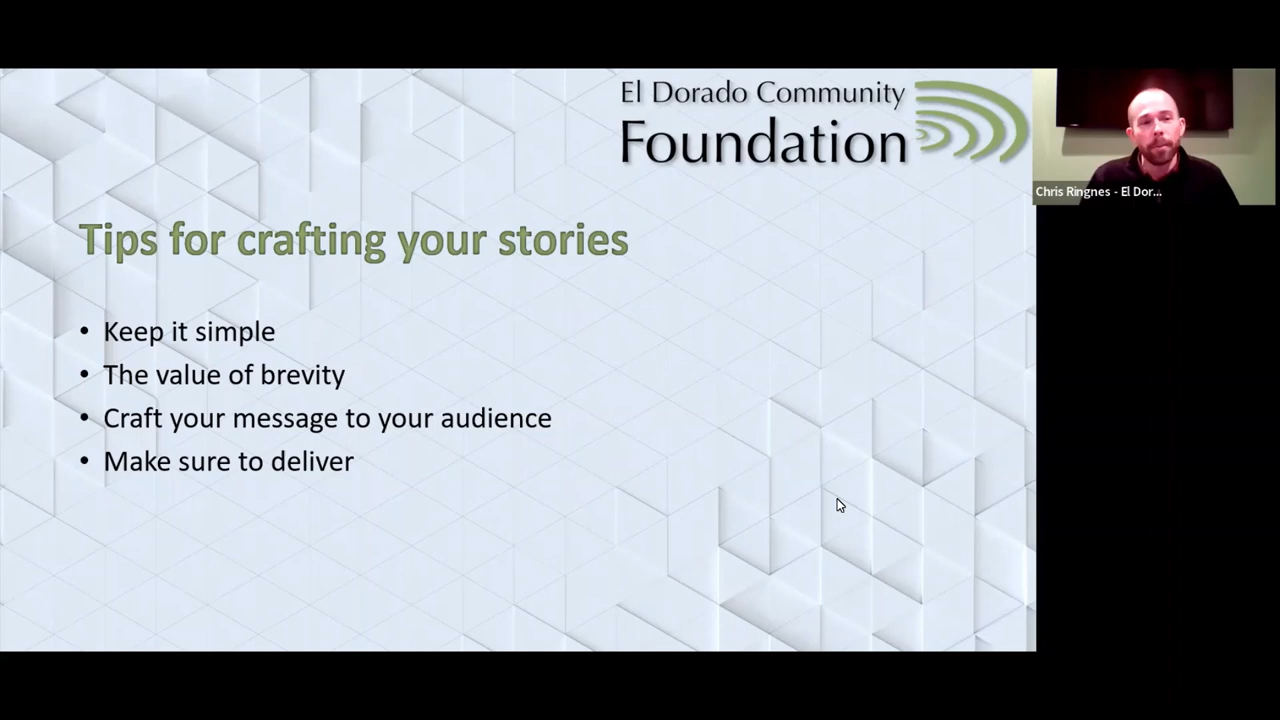 El Dorado Community
Foundation
Chris Ringnes - El Dor...
Tips for crafting your stories
• Keep it simple
• The value of brevity
• Craft your message to your audience
• Make sure to deliver